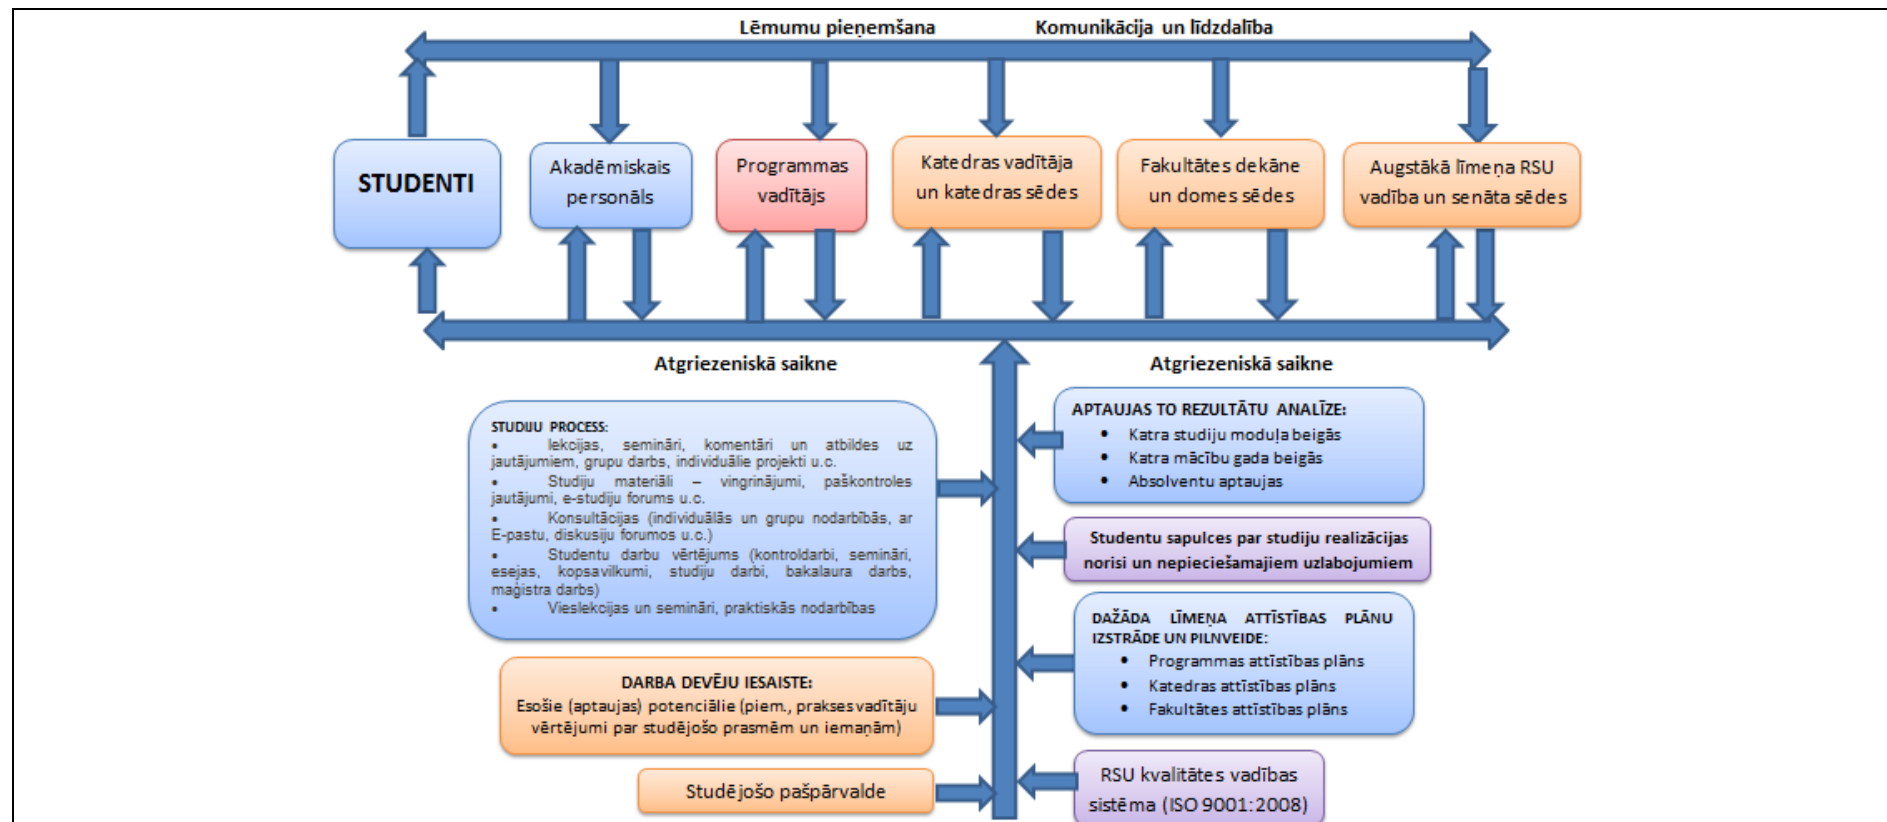 Lēmumu pieņemšana
Komunikācija un līdzdalība
STUDENTI
Akadēmiskais
personāls
Programmas
vadītājs
Katedras vadītāja
un katedras sēdes
Fakultātes dekāne
un domes sēdes
Augstākā līmeņa RSU
vadība un senāta sēdes
Atgriezeniskā saikne
Atgriezeniskā saikne
STUDIJU PROCESS:
• lekcijas, semināri, komentāri un atbildes uz
jautājumiem, grupu darbs, individuālie projekti u.c.
• Studiju materiāli – vingrinājumi, paškontroles
jautājumi, e-studiju forums u.c.
• Konsultācijas (individuālās un grupu nodarbībās, ar
E-pastu, diskusiju forumos u.c.)
• Studentu darbu vērtējums (kontroldarbi, semināri,
esejas, kopsavilkumi, studiju darbi, bakalaura darbs,
maģistra darbs)
• Vieslekcijas un semināri, praktiskās nodarbības
DARBA DEVĒJU IESAISTE:
Esošie (aptaujas) potenciālie (piem., prakses vadītāju
vērtējumi par studējošo prasmēm un iemaņām)
Studējošo pašpārvalde
APTAUJAS TO REZULTĀTU ANALĪZE:
• Katra studiju moduļa beigās
• Katra mācību gada beigās
• Absolventu aptaujas
Studentu sapulces par studiju realizācijas
norisi un nepieciešamajiem uzlabojumiem
DAŽĀDA LĪMEŅA ATTĪSTĪBAS PLĀNU
IZSTRĀDE UN PILNVEIDE:
• Programmas attīstības plāns
• Katedras attīstības plāns
• Fakultātes attīstības plāns
RSU kvalitātes vadības
sistēma (ISO 9001:2008)